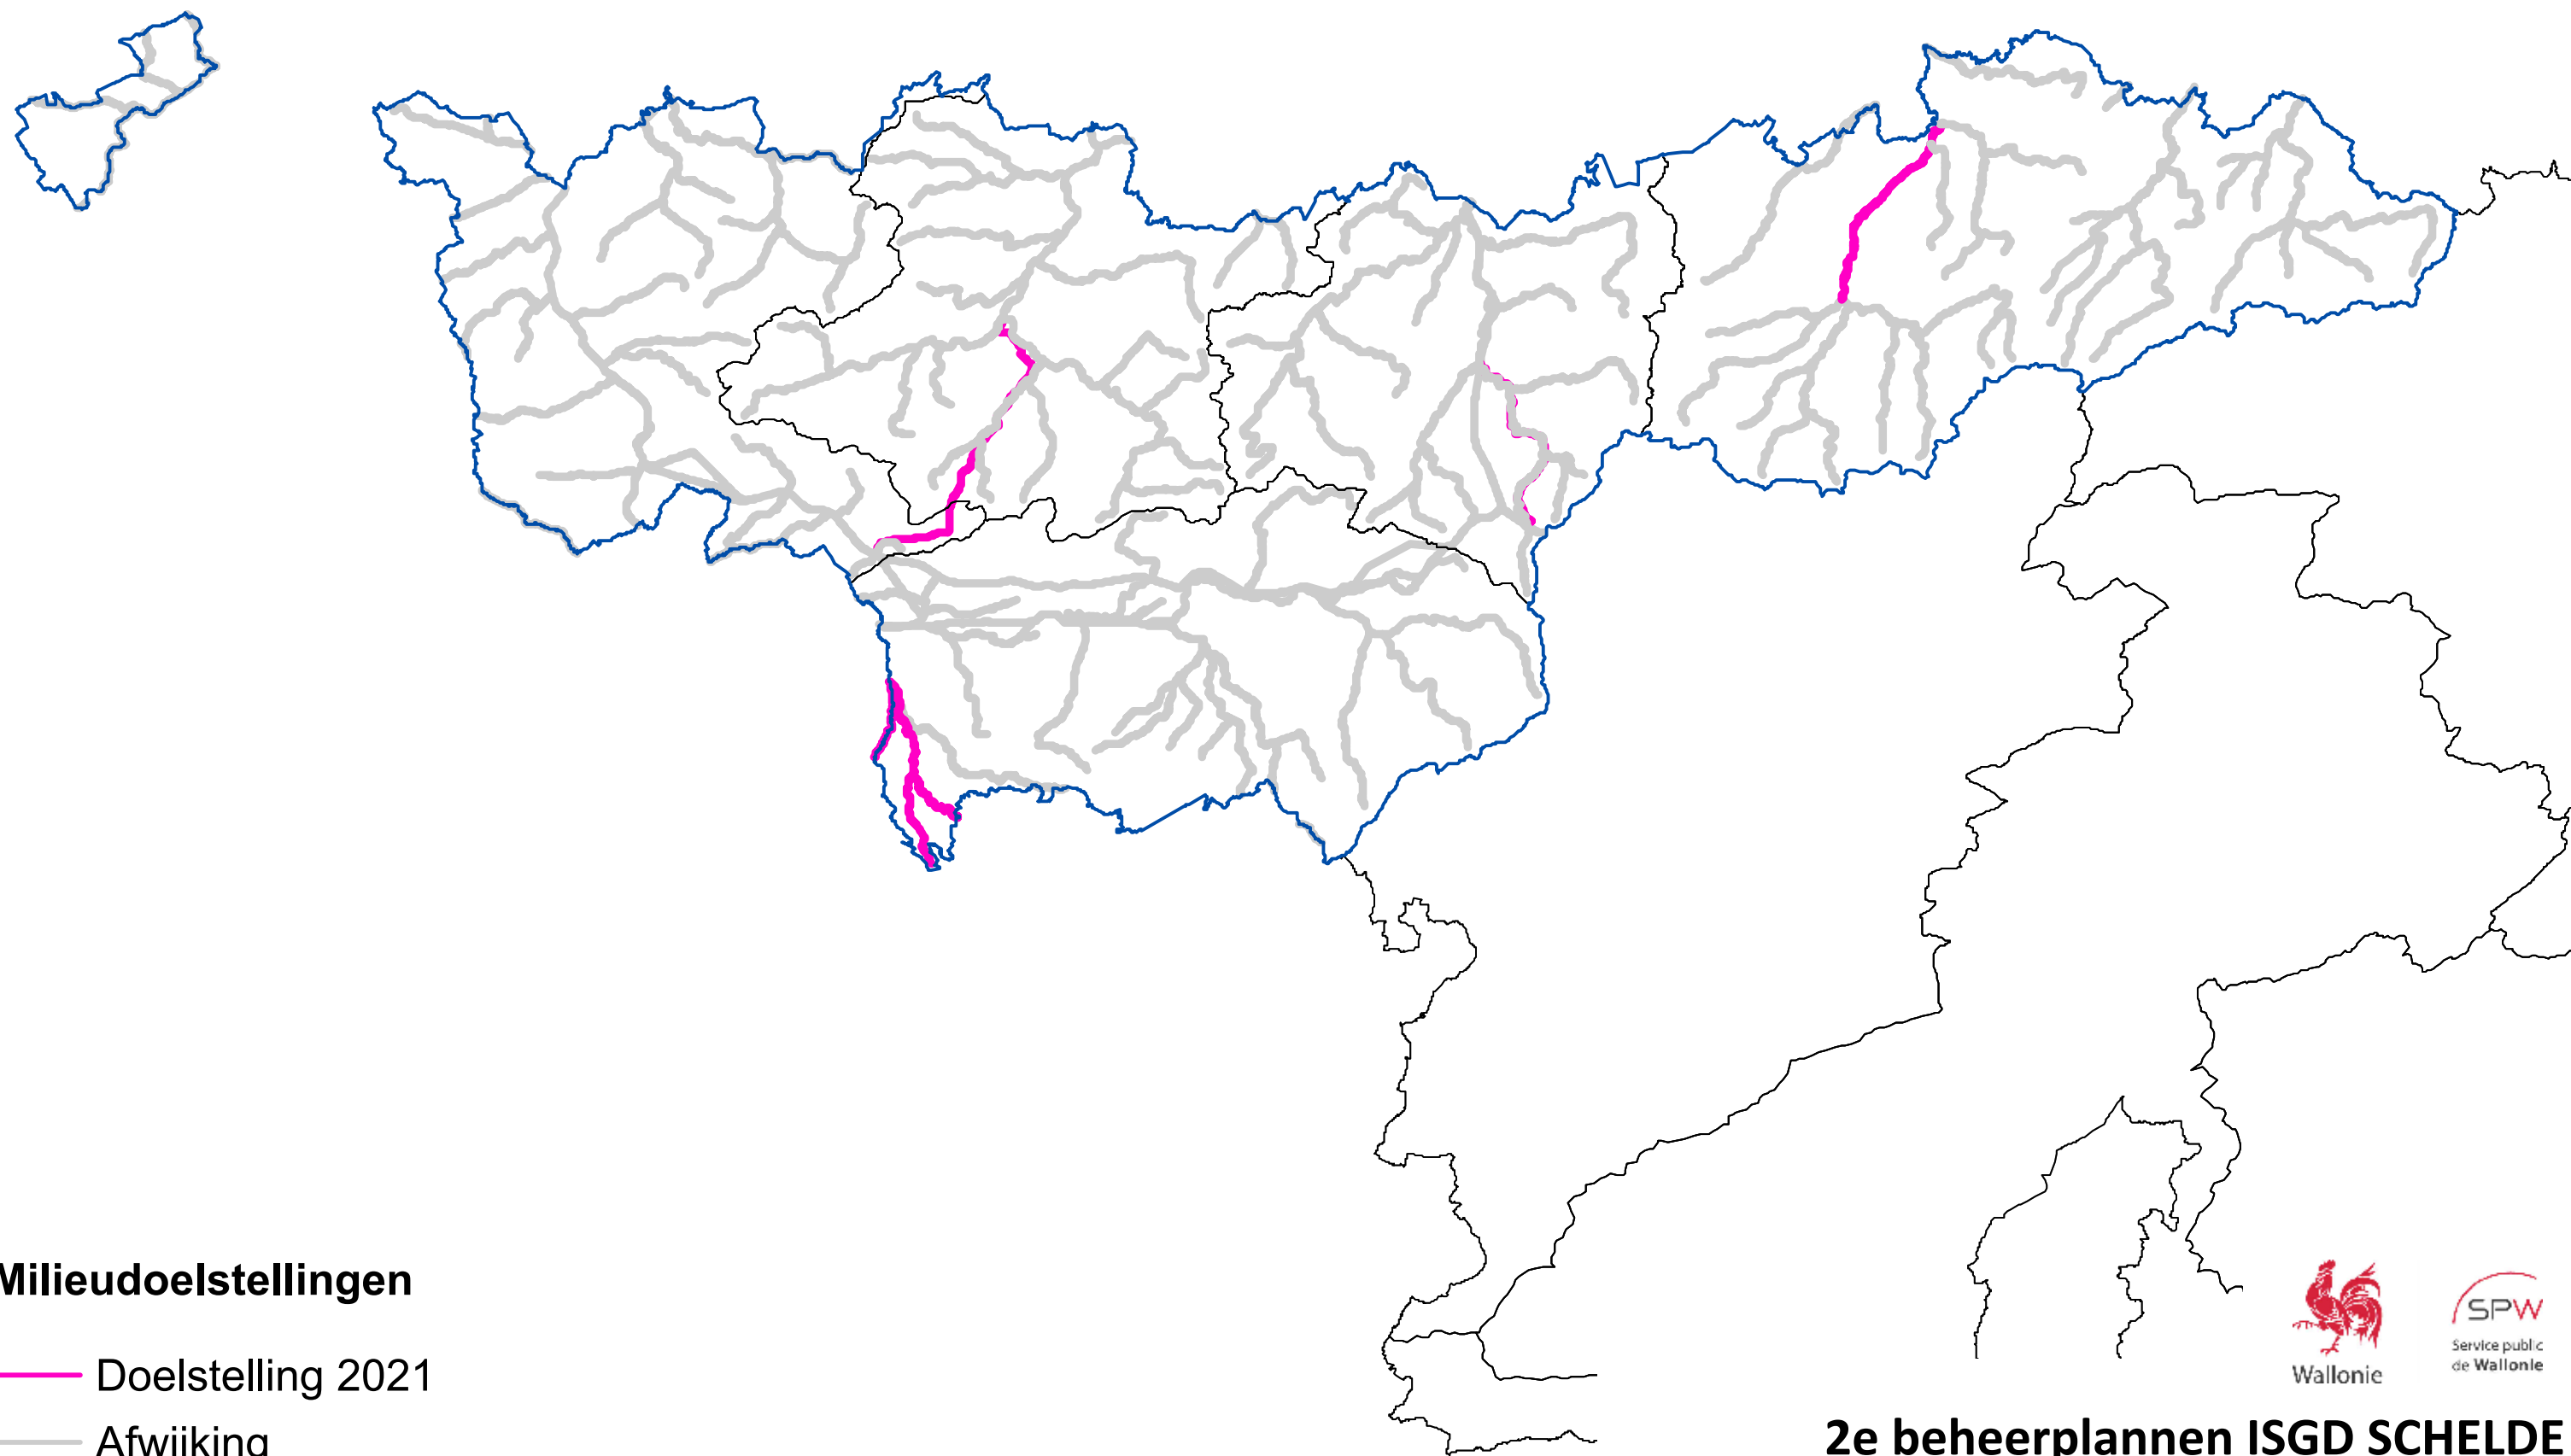 Milieudoelstellingen
Doelstelling 2021
Afwijking
Wallonie
SPW
Service public
de Wallonie
2e beheerplannen ISGD SCHELDE